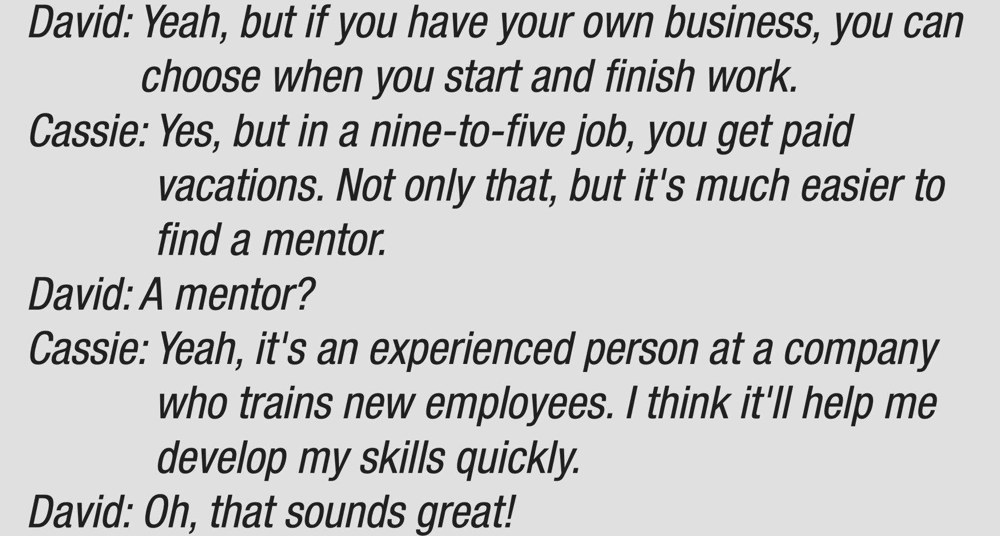 David: Yeah, but if you have your own business, you can
choose when you start and finish work.
Cassie: Yes, but in a nine-to-five job, you get paid
vacations. Not only that, but it's much easier to
find a mentor.
David: A mentor?
Cassie: Yeah, it's an experienced person at a company
who trains new employees. I think it'll help me
develop my skills quickly.
David: Oh, that sounds great!